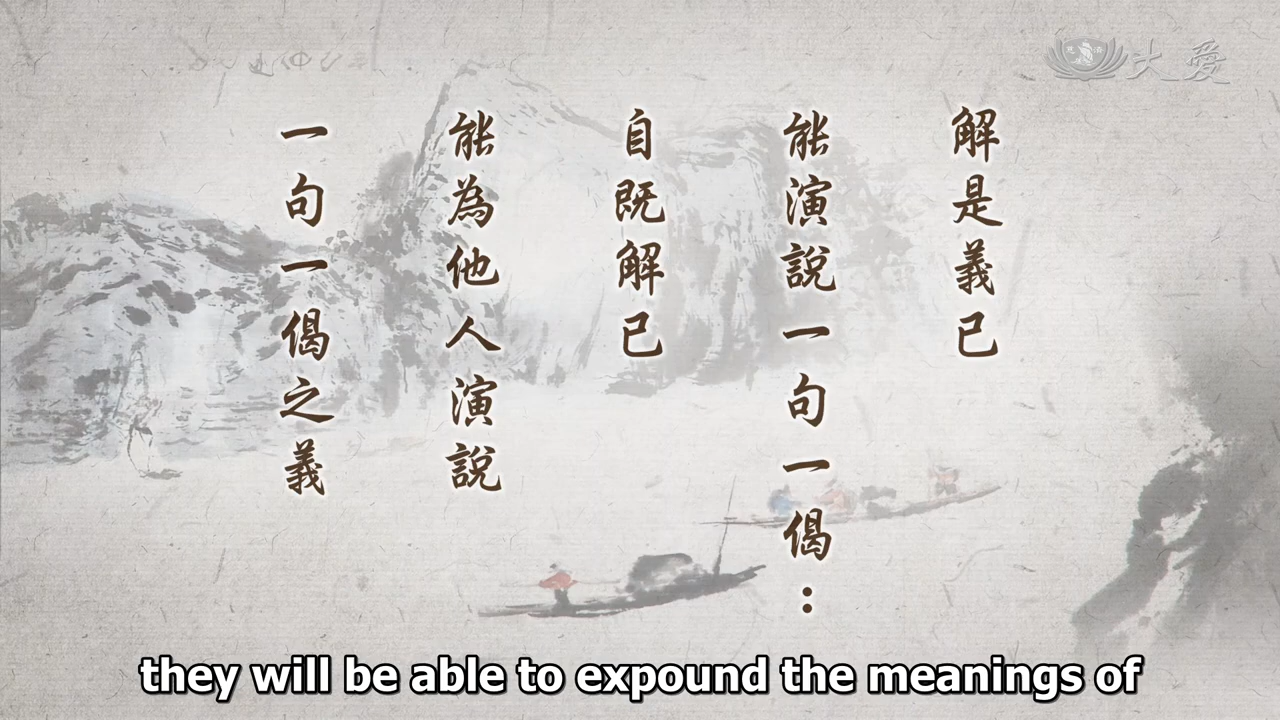 大愛
解是義已
能演說一句一偈：
自既解已
能為他人演說
一句一偈之義
they will be able to expound the meanings of